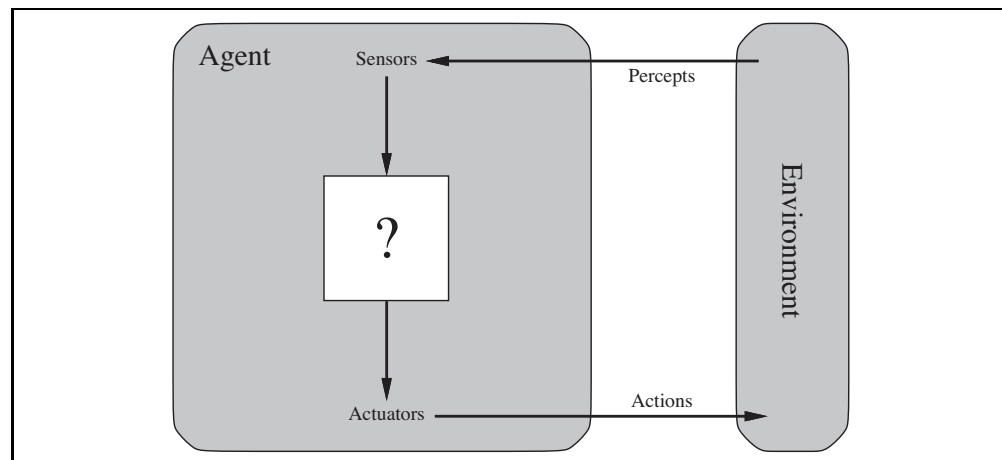 Agent
Sensors
Percepts
?
Environment
Actuators
Actions